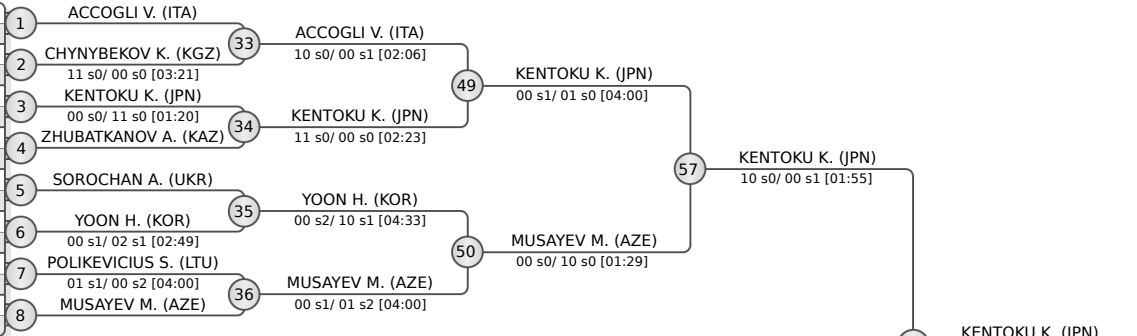 1
ACCOGLI V. (ITA)
2
CHYNYBEKOV K. (KGZ)
11 s0/ 00 s0 [03:21]
3
KENTOKU K. (JPN)
00 s0/ 11 s0 [01:20]
4
ZHUBATKANOV A. (KAZ)
5
SOROCHAN A. (UKR)
6
YOON H. (KOR)
00 s1/ 02 s1 [02:49]
7
POLIKEVICIUS S. (LTU)
01 s1/ 00 s2 [04:00]
8
MUSAYEV M. (AZE)
33
ACCOGLI V. (ITA)
10 s0/ 00 s1 [02:06]
34
KENTOKU K. (JPN)
11 s0/ 00 s0 [02:23]
35
YOON H. (KOR)
00 s2/ 10 s1 [04:33]
36
MUSAYEV M. (AZE)
00 s1/ 01 s2 [04:00]
49
KENTOKU K. (JPN)
00 s1/ 01 s0 [04:00]
50
MUSAYEV M. (AZE)
00 s0/ 10 s0 [01:29]
57
KENTOKU K. (JPN)
10 s0/ 00 s1 [01:55]
KENTOKU K. (JPN)